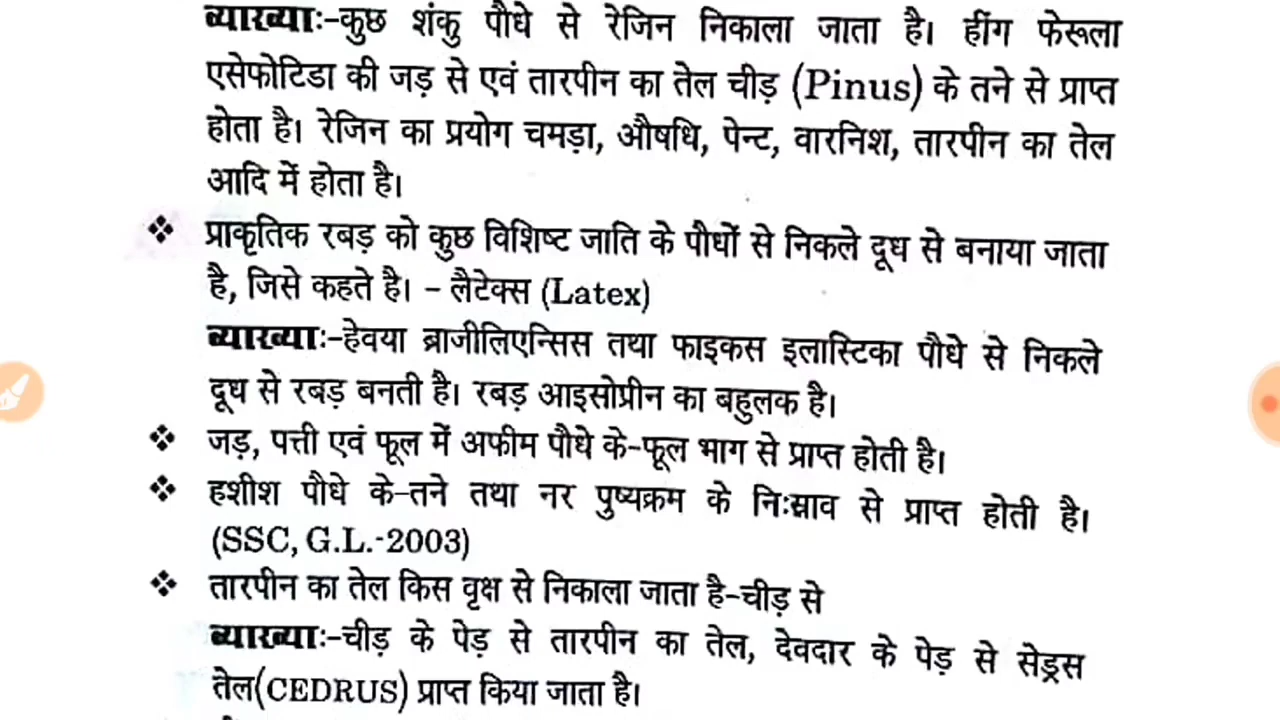 व्याख्याः-कुछ शंकु पौधे से रेजिन निकाला जाता है। हींग फेरूला
एसेफोटिडा की जड़ से एवं तारपीन का तेल चीड़ (Pinus) के तने से प्राप्त
होता है। रेजिन का प्रयोग चमड़ा, औषधि, पेन्ट, वारनिश, तारपीन का तेल
आदि में होता है।
❖ प्राकृतिक रबड़ को कुछ विशिष्ट जाति के पौधों से निकले दूध से बनाया जाता
है, जिसे कहते है। – लैटेक्स (Latex)
व्याख्याः-हेवया ब्राजीलिएन्सिस तथा फाइकस इलास्टिका पौधे से निकले
दूध से रबड़ बनती है। रबड़ आइसोप्रीन का बहुलक है।
❖ जड़, पत्ती एवं फूल में अफीम पौधे के-फूल भाग से प्राप्त होती है।
❖ हशीश पौधे के-तने तथा नर पुष्यक्रम के निःस्राव से प्राप्त होती है।
(SSC, G.L.-2003)
❖ तारपीन का तेल किस वृक्ष से निकाला जाता है-चीड़ से
व्याख्याः-चीड़ के पेड़ से तारपीन का तेल, देवदार के पेड़ से सेड्रस
तेल(CEDRUS) प्राप्त किया जाता है।